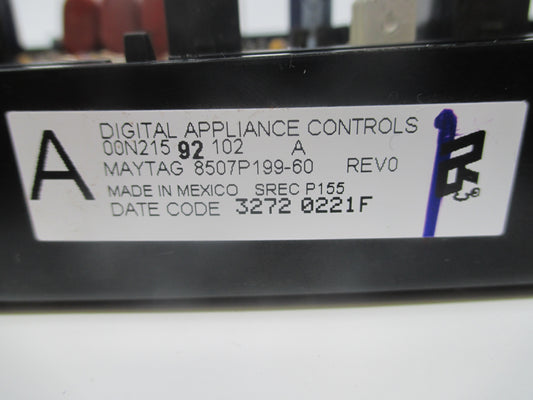 A
DIGITAL APPLIANCE CONTROLS
00N215 92 102 A
MAYTAG 8507P199-60 REV0
MADE IN MEXICO SREC P155
DATE CODE 3272 0221F